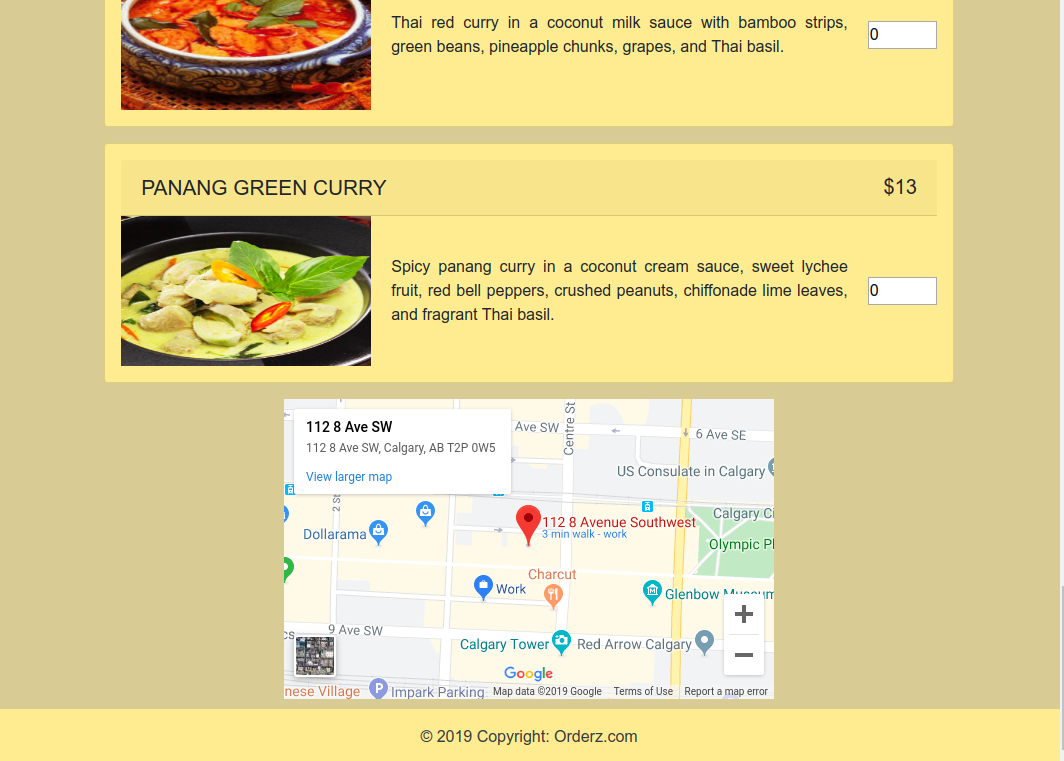 Thai red curry in a coconut milk sauce with bamboo strips,
green beans, pineapple chunks, grapes, and Thai basil.
0
PANANG GREEN CURRY
$13
Spicy panang curry in a coconut cream sauce, sweet lychee
fruit, red bell peppers, crushed peanuts, chiffonade lime leaves,
and fragrant Thai basil.
0
112 8 Ave SW
112 8 Ave SW, Calgary, AB T2P 0W5
View larger map
Ave SW
Centre St
6 Ave SE
US Consulate in Calgary
2 St
Calgary Ci
Dollarama
112 8 Avenue Southwest
3 min walk - work
Olympic Pl
Charcut
Work
Glenbow Museum
9 Ave SW
cs
Calgary Tower
Red Arrow Calgary
Google
nese Village
P
Impark Parking
Map data ©2019 Google
Terms of Use
Report a map error
© 2019 Copyright: Orderz.com